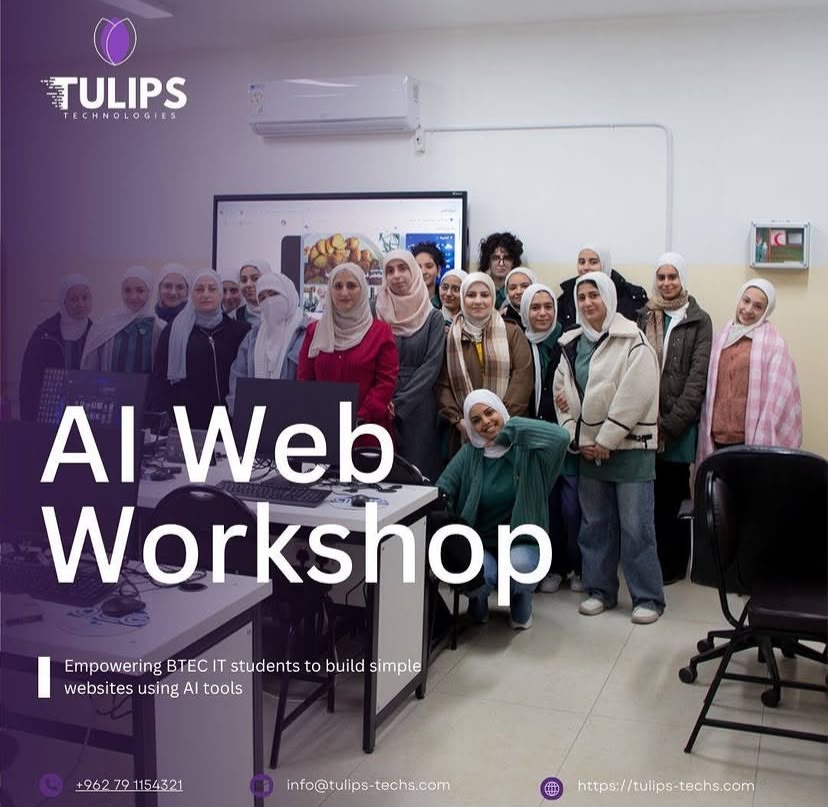 TULIPS
TECHNOLOGIES
AI Web
Workshop
Empowering BTEC IT students to build simple
websites using AI tools
+962 79 1154321
info@tulips-techs.com
https://tulips-techs.com